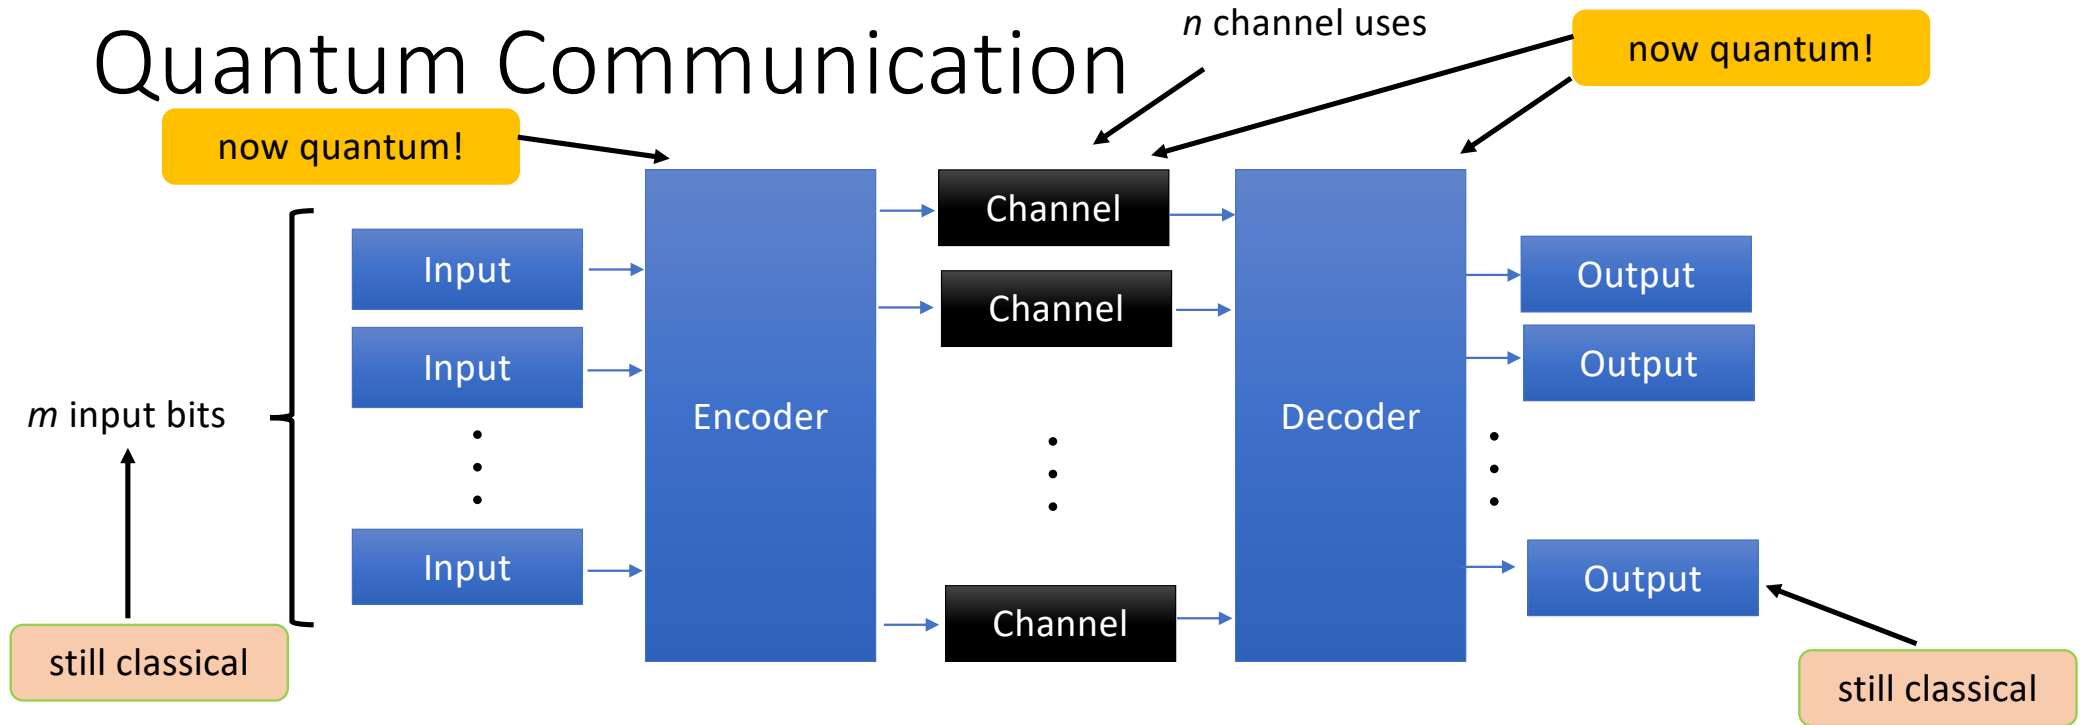 Quantum Communication
n channel uses
now quantum!
now quantum!
Input
Input
Input
m input bits
still classical
Encoder
Channel
Channel
Channel
Decoder
Output
Output
Output
still classical